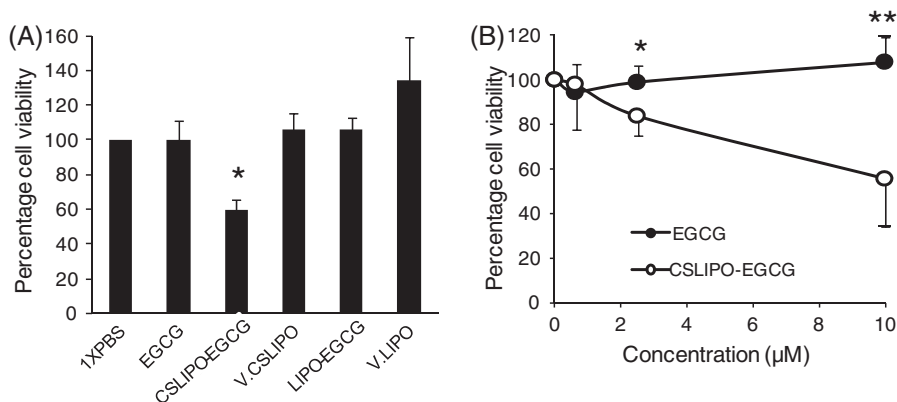 (A)
Percentage cell viability
160
140
120
100
80
60
40
20
0
*
1XPBS
EGCG
CSLIPO-EGCG
V.CSLIPO
LIPO-EGCG
V.LIPO
(B)
Percentage cell viability
120
100
80
60
40
20
0
*
**
EGCG
CSLIPO-EGCG
0
2
4
6
8
10
Concentration (μM)